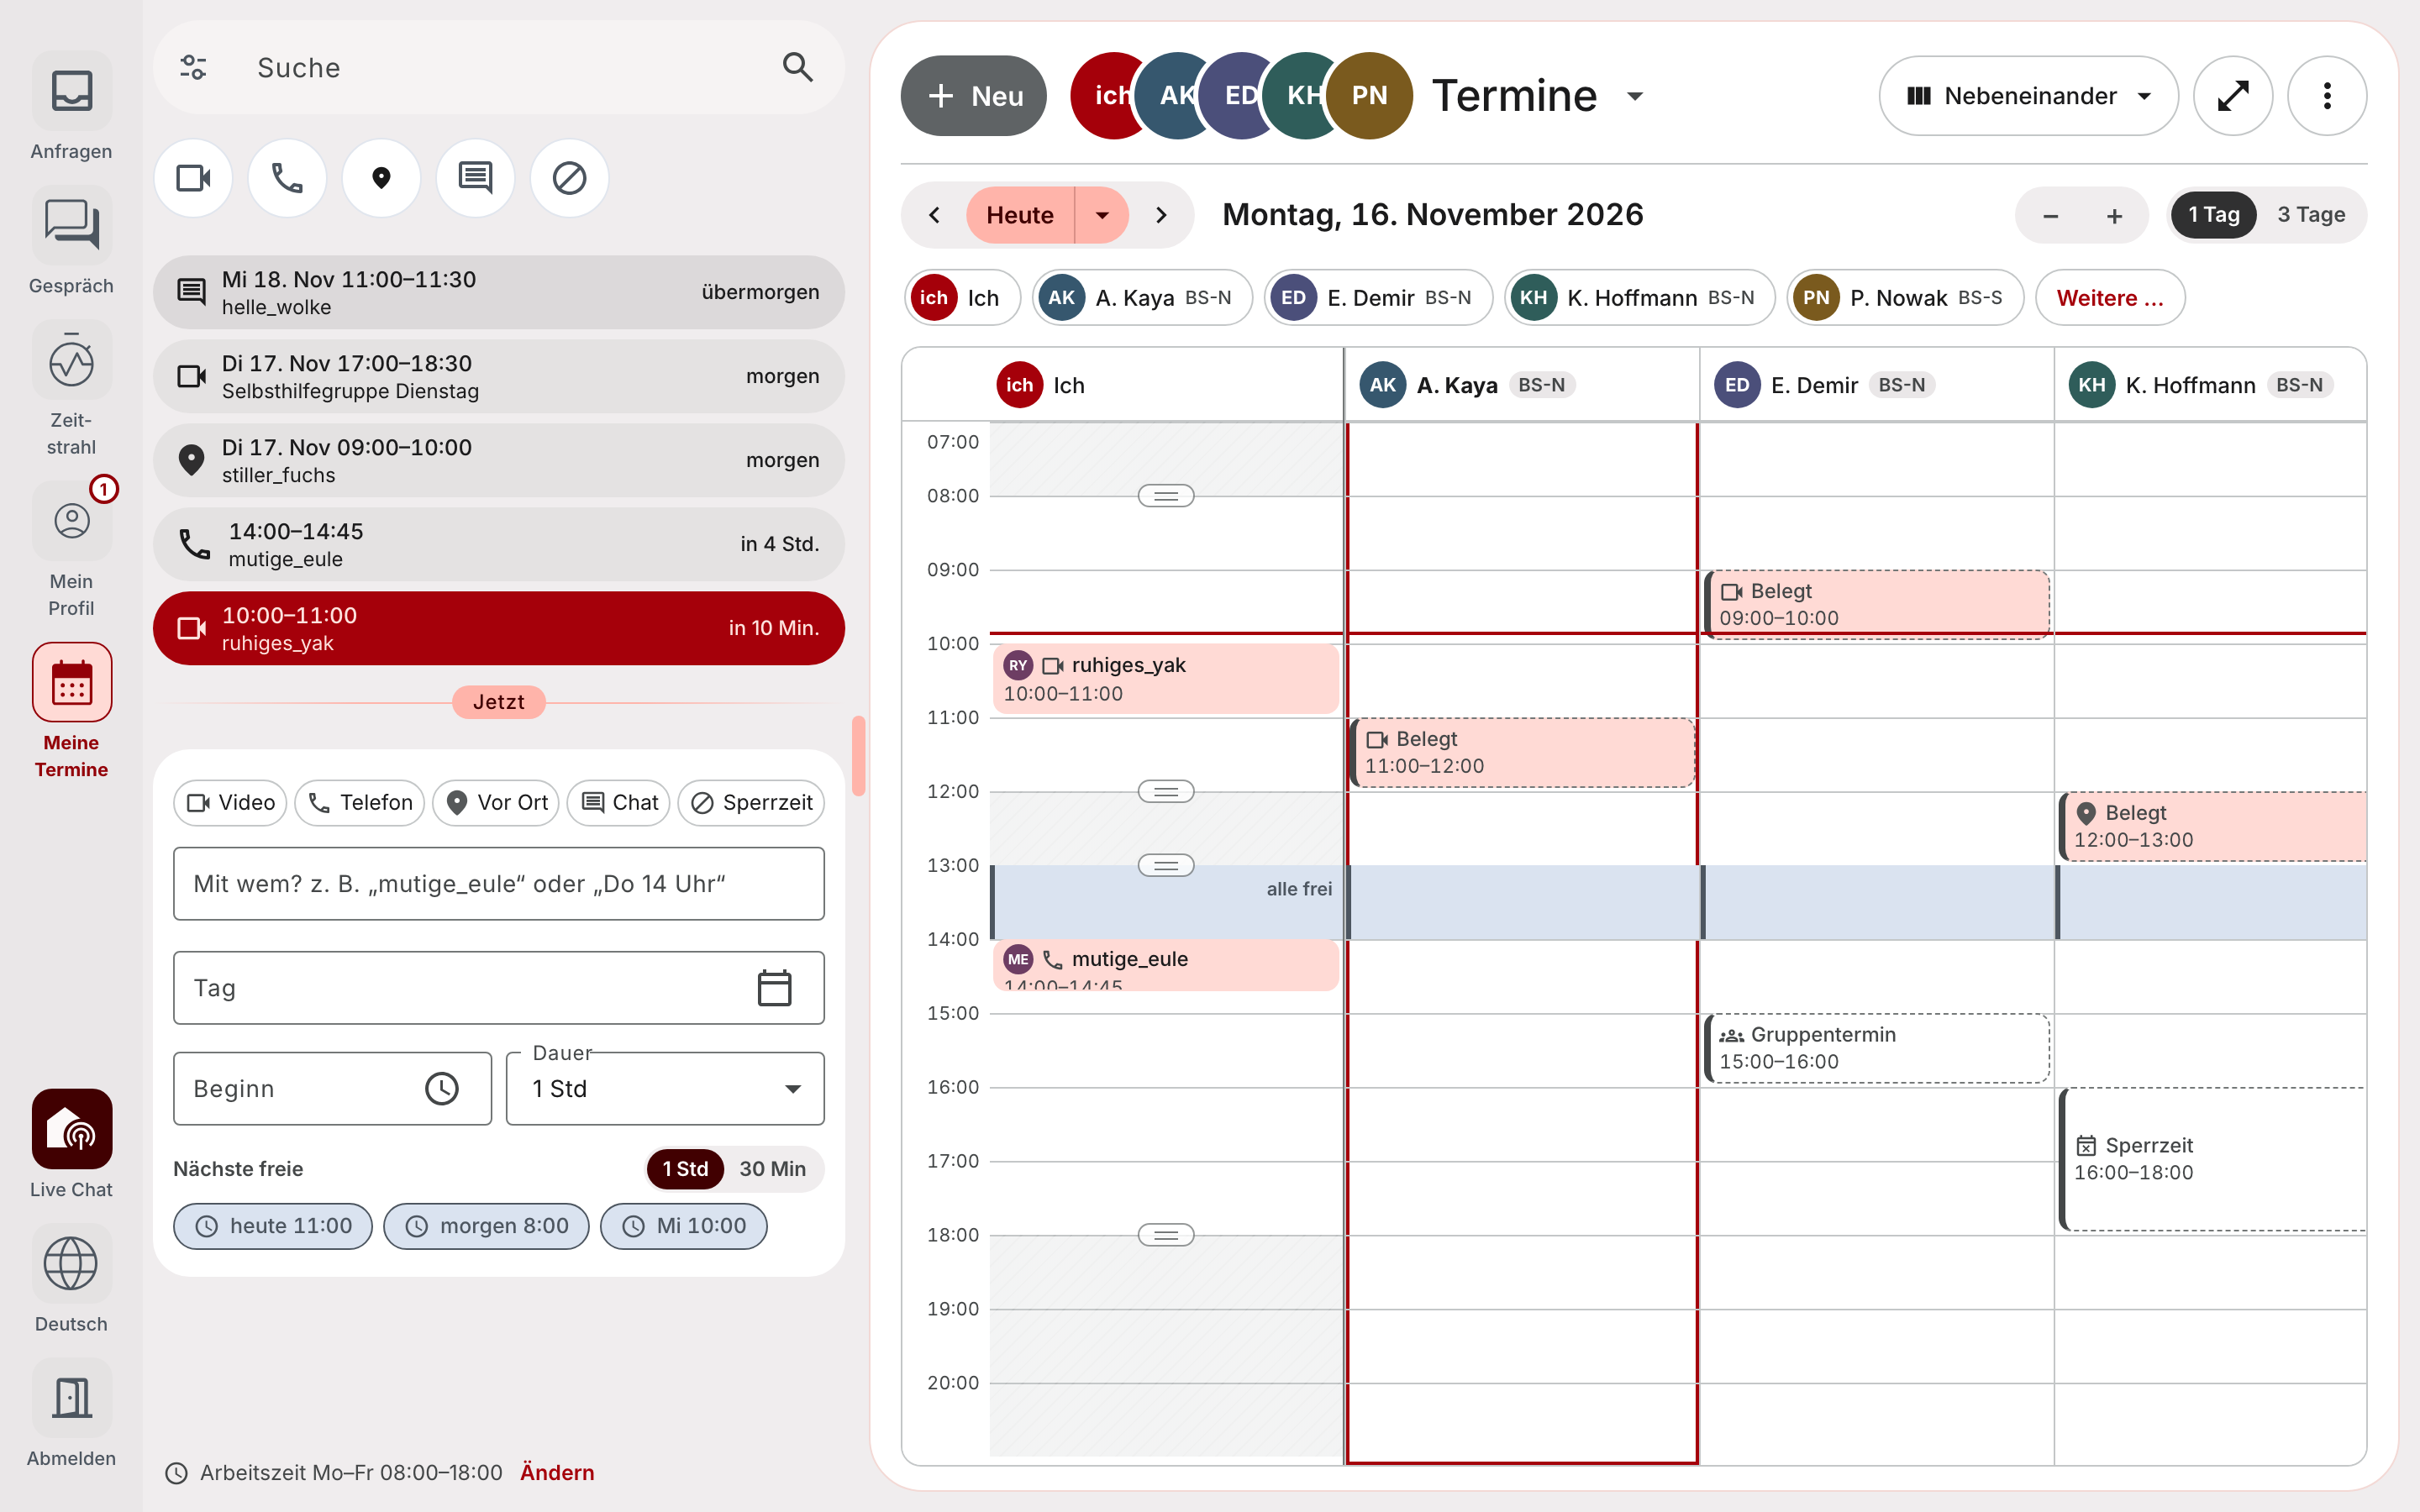 Anfragen
Gespräch
Zeit-
strahl
1
Mein
Profil
Meine
Termine
Live Chat
Deutsch
Abmelden
Suche
Mi 18. Nov 11:00–11:30
helle_wolke
übermorgen
Di 17. Nov 17:00–18:30
Selbsthilfegruppe Dienstag
morgen
Di 17. Nov 09:00–10:00
stiller_fuchs
morgen
14:00–14:45
mutige_eule
in 4 Std.
10:00–11:00
ruhiges_yak
in 10 Min.
Jetzt
Video Telefon Vor Ort Chat Sperrzeit
Mit wem? z. B. „mutige_eule“ oder „Do 14 Uhr“
Tag
Beginn
Dauer
1 Std
Nächste freie 1 Std 30 Min
heute 11:00 morgen 8:00 Mi 10:00
Arbeitszeit Mo–Fr 08:00–18:00 Ändern
+ Neu
ich AK ED KH PN
Termine
Nebeneinander
Heute
Montag, 16. November 2026
− + 1 Tag 3 Tage
ich Ich AK A. Kaya BS-N ED E. Demir BS-N KH K. Hoffmann BS-N PN P. Nowak BS-S Weitere ...
ich Ich AK A. Kaya BS-N ED E. Demir BS-N KH K. Hoffmann BS-N
07:00
08:00
09:00
Belegt
09:00–10:00
10:00
RY ruhiges_yak
10:00–11:00
11:00
Belegt
11:00–12:00
12:00
Belegt
12:00–13:00
13:00
alle frei
14:00
ME mutige_eule
14:00–14:45
15:00
Gruppentermin
15:00–16:00
16:00
Sperrzeit
16:00–18:00
17:00
18:00
19:00
20:00